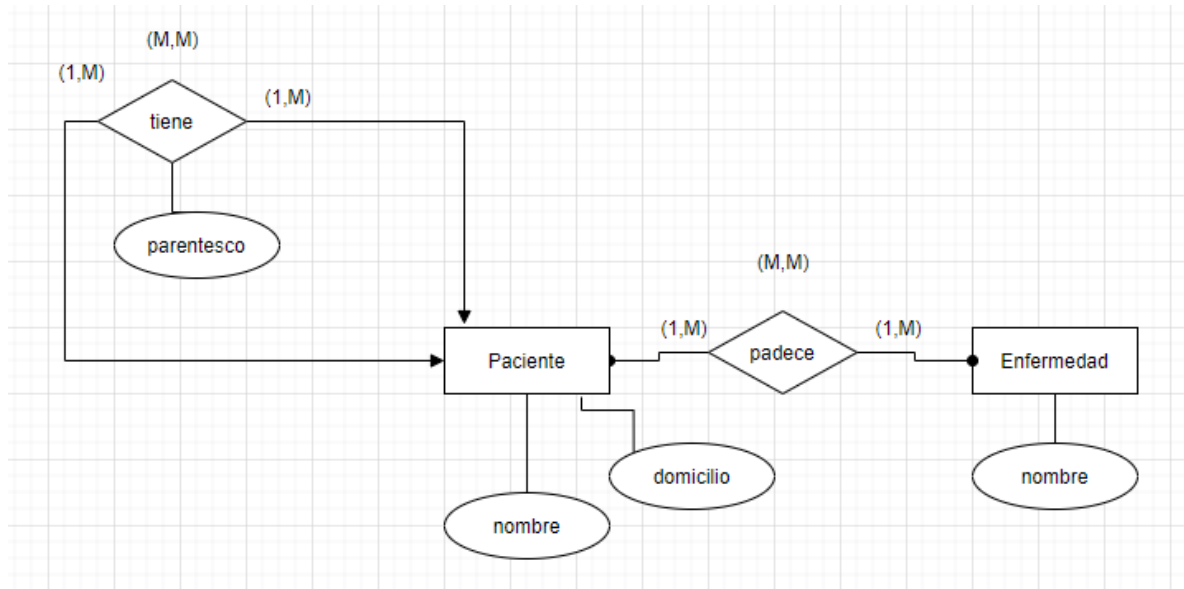 (M,M)
(1,M)
(1,M)
tiene
parentesco
(M,M)
(1,M)
(1,M)
Paciente
padece
Enfermedad
domicilio
nombre
nombre